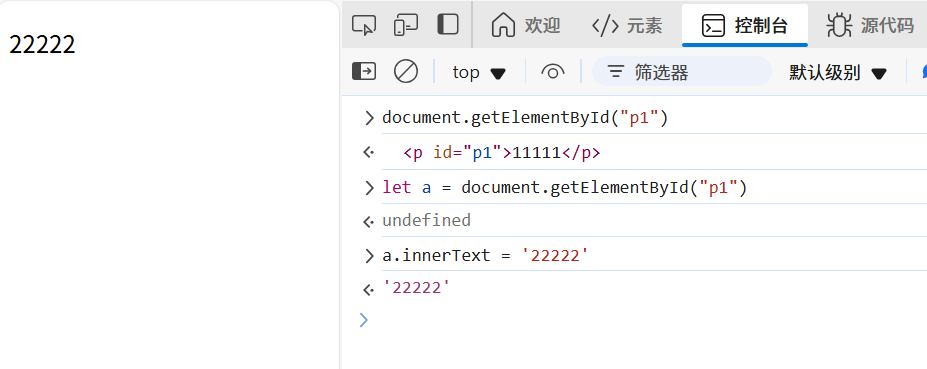 22222
欢迎 元素 控制台 源代码
top 筛选器 默认级别
document.getElementById("p1")
<p id="p1">11111</p>
let a = document.getElementById("p1")
undefined
a.innerText = '22222'
'22222'